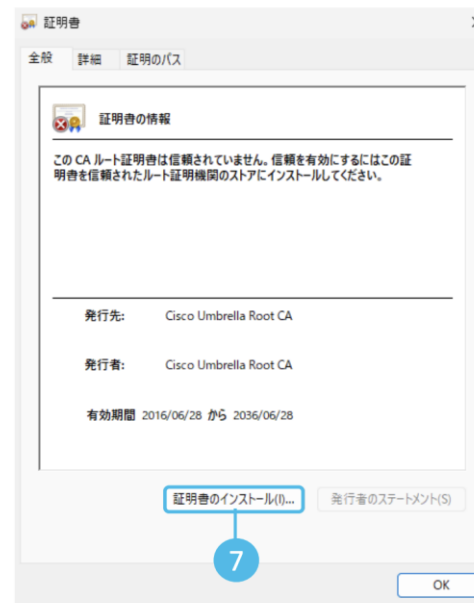 証明書
全般 詳細 証明のパス
証明書の情報
この CA ルート証明書は信頼されていません。信頼を有効にするにはこの証
明書を信頼されたルート証明機関のストアにインストールしてください。
発行先: Cisco Umbrella Root CA
発行者: Cisco Umbrella Root CA
有効期間 2016/06/28 から 2036/06/28
証明書のインストール(I)... 発行者のステートメント(S)
7
OK